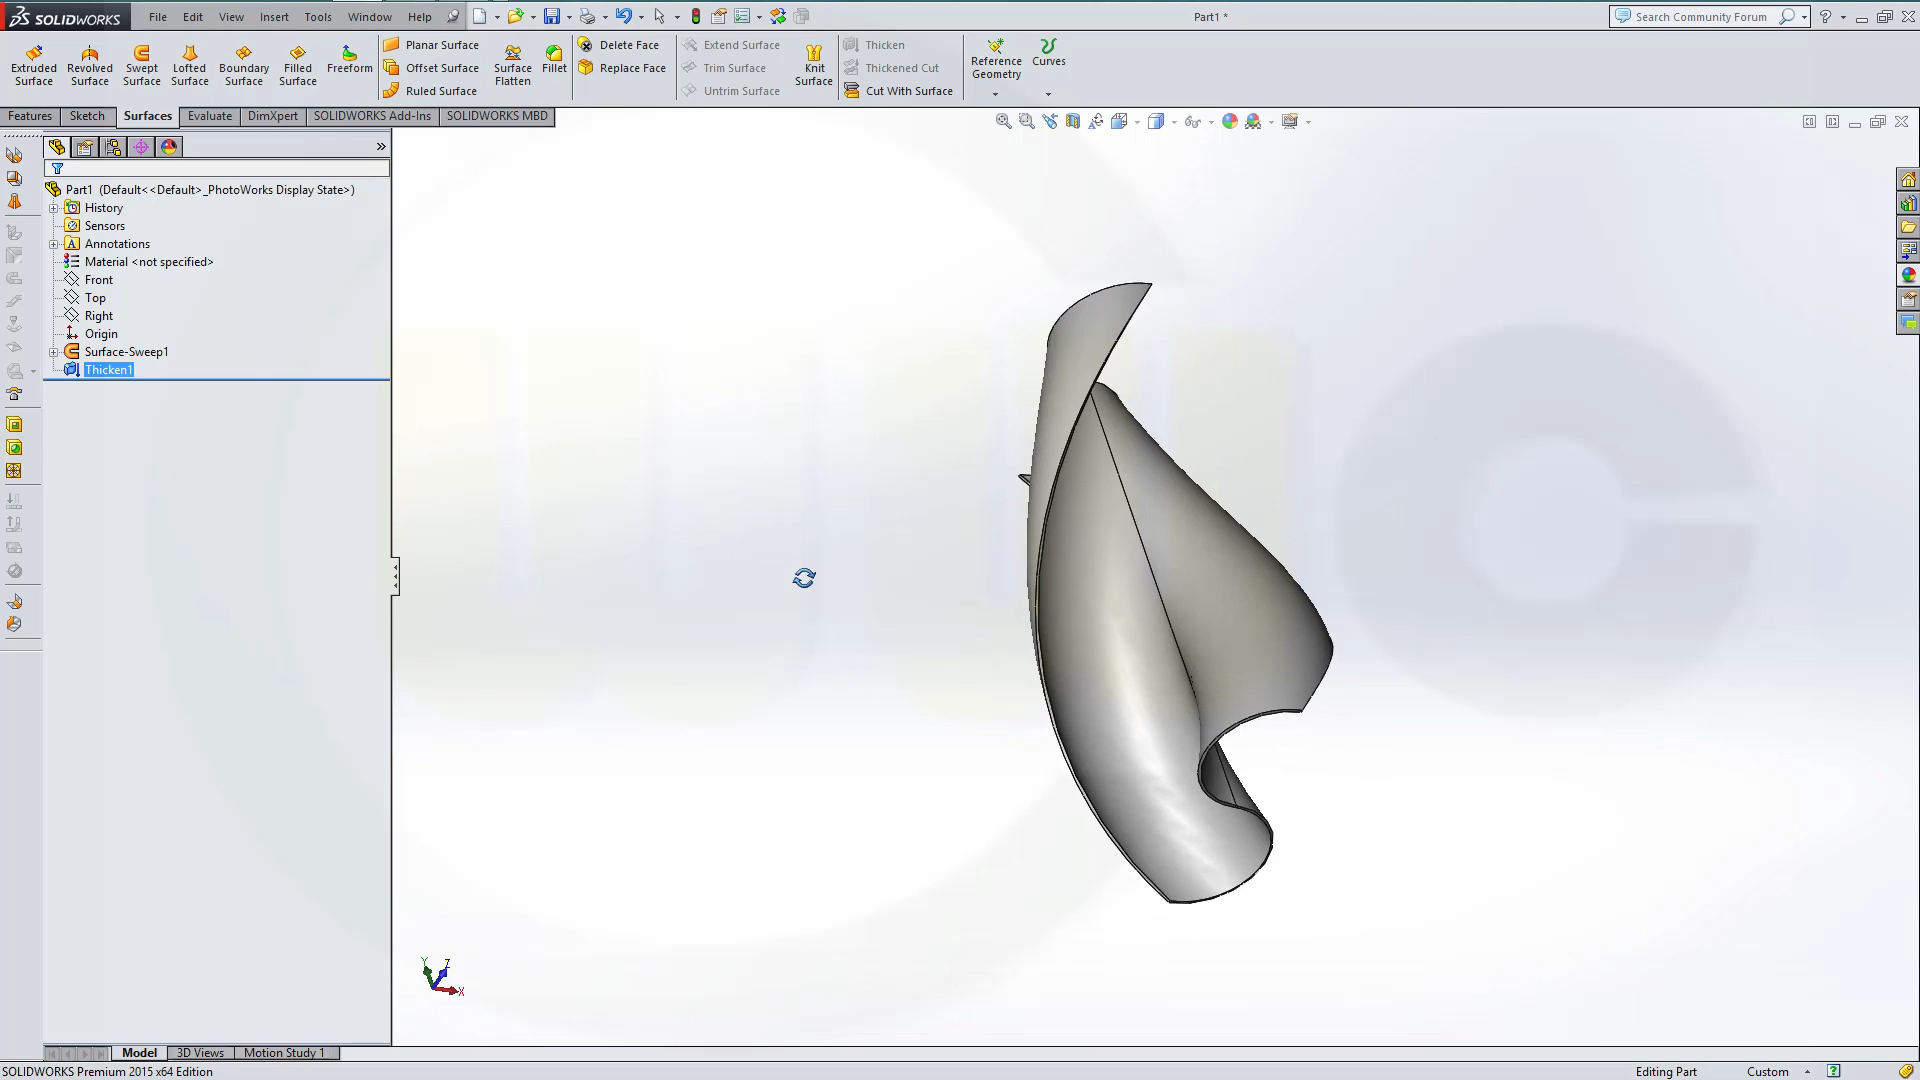 SOLIDWORKS File Edit View Insert Tools Window Help Part1 * Search Community Forum
Extruded Surface
Revolved Surface
Swept Surface
Lofted Surface
Boundary Surface
Filled Surface
Freeform
Planar Surface
Offset Surface
Ruled Surface
Surface Flatten
Fillet
Delete Face
Replace Face
Extend Surface
Trim Surface
Untrim Surface
Knit Surface
Thicken
Thickened Cut
Cut With Surface
Reference Geometry
Curves
Features Sketch Surfaces Evaluate DimXpert SOLIDWORKS Add-Ins SOLIDWORKS MBD
Part1 (Default<<Default>_PhotoWorks Display State>)
History
Sensors
A Annotations
Material <not specified>
Front
Top
Right
Origin
Surface-Sweep1
Thicken1
Y Z
X
Model 3D Views Motion Study 1
SOLIDWORKS Premium 2015 x64 Edition Editing Part Custom